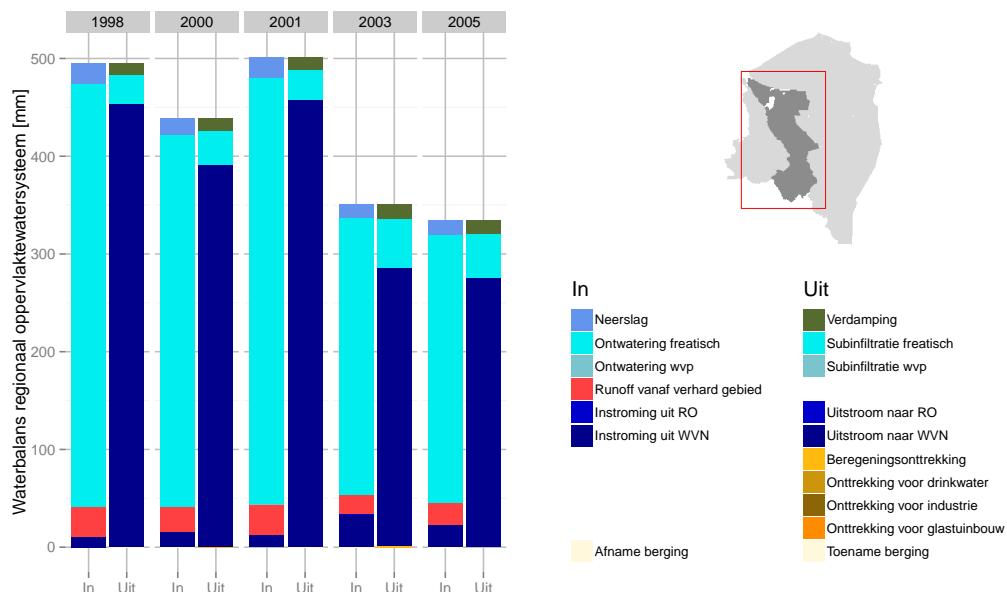 1998 2000 2001 2003 2005
Waterbalans regionaal oppervlaktewatersysteem [mm]
500
400
300
200
100
0
In Uit In Uit In Uit In Uit In Uit
In
Neerslag
Ontwatering freatisch
Ontwatering wvp
Runoff vanaf verhard gebied
Instroming uit RO
Instroming uit WVN
Afname berging
Uit
Verdamping
Subinfiltratie freatisch
Subinfiltratie wvp
Uitstroom naar RO
Uitstroom naar WVN
Beregeningsonttrekking
Onttrekking voor drinkwater
Onttrekking voor industrie
Onttrekking voor glastuinbouw
Toename berging